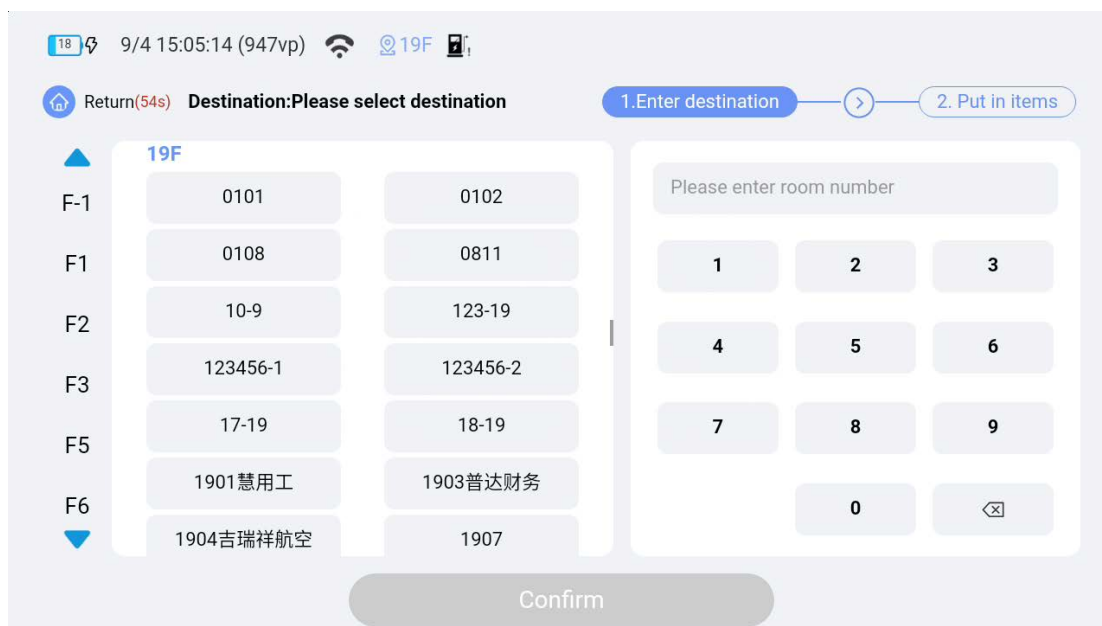 18 9/4 15:05:14 (947vp) 19F
Return(54s) Destination:Please select destination 1.Enter destination 2. Put in items
F-1
F1
F2
F3
F5
F6
19F
0101 0102
0108 0811
10-9 123-19
123456-1 123456-2
17-19 18-19
1901慧用工 1903普达财务
1904吉瑞祥航空 1907
Please enter room number
1 2 3
4 5 6
7 8 9
0
Confirm